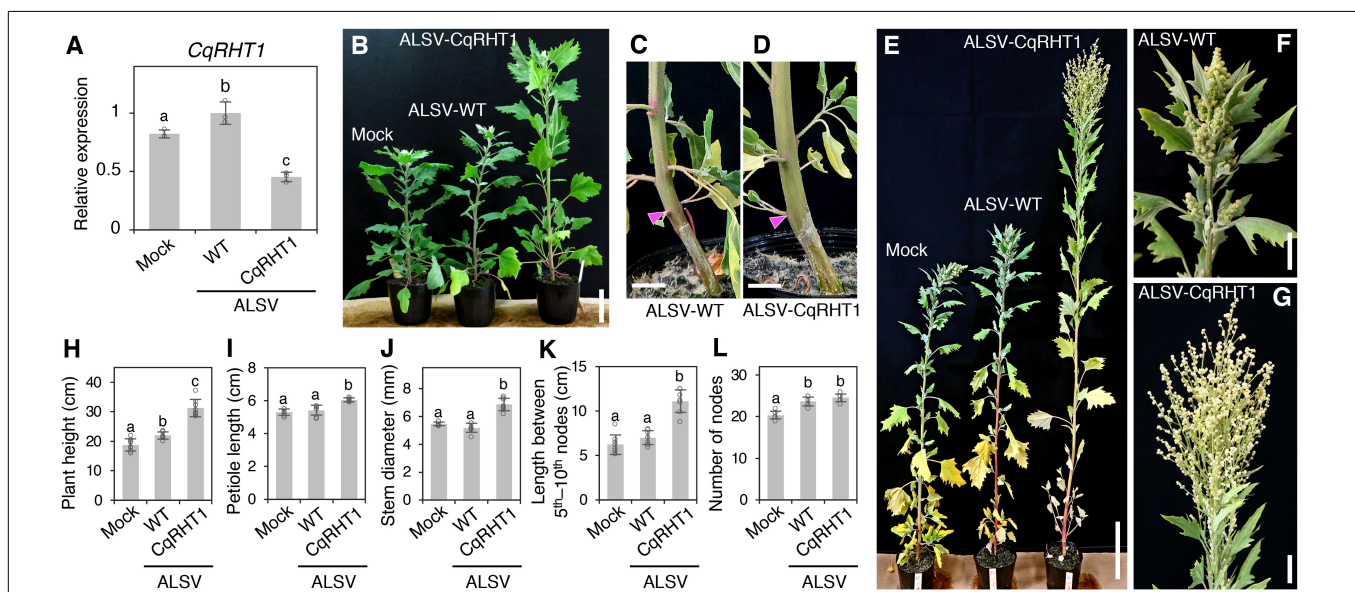 A
CqRHT1
Relative expression
1
0.5
0
a
b
c
Mock
WT
CqRHT1
ALSV
B
ALSV-CqRHT1
ALSV-WT
Mock
C
D
ALSV-WT
ALSV-CqRHT1
E
ALSV-CqRHT1
ALSV-WT
Mock
ALSV-WT
F
ALSV-CqRHT1
G
H
Plant height (cm)
40
30
20
10
0
a
b
c
Mock
WT
CqRHT1
ALSV
I
Petiole length (cm)
8
6
4
2
0
a
a
b
Mock
WT
CqRHT1
ALSV
J
Stem diameter (mm)
8
6
4
2
0
a
a
b
Mock
WT
CqRHT1
ALSV
K
Length between
5th–10th nodes (cm)
15
10
5
0
a
a
b
Mock
WT
CqRHT1
ALSV
L
Number of nodes
30
20
10
0
a
b
b
Mock
WT
CqRHT1
ALSV